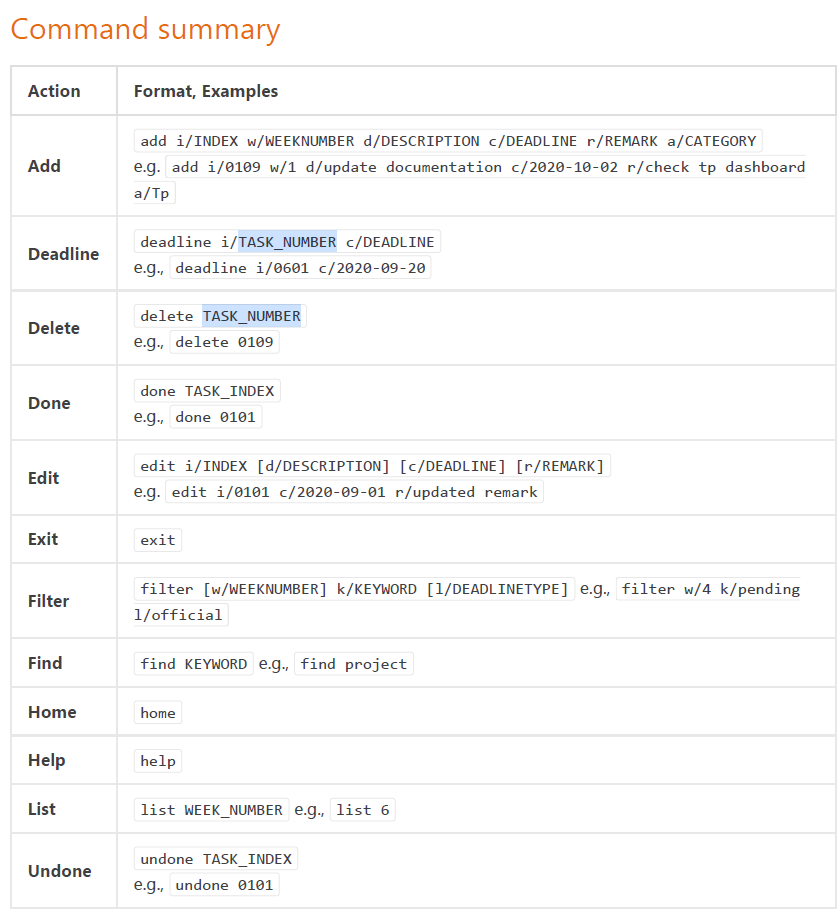 Command summary
Action Format, Examples
Add
add i/INDEX w/WEEKNUMBER d/DESCRIPTION c/DEADLINE r/REMARK a/CATEGORY
e.g. add i/0109 w/1 d/update documentation c/2020-10-02 r/check tp dashboard
a/Tp
Deadline
deadline i/TASK_NUMBER c/DEADLINE
e.g., deadline i/0601 c/2020-09-20
Delete
delete TASK_NUMBER
e.g., delete 0109
Done
done TASK_INDEX
e.g., done 0101
Edit
edit i/INDEX [d/DESCRIPTION] [c/DEADLINE] [r/REMARK]
e.g. edit i/0101 c/2020-09-01 r/updated remark
Exit
exit
Filter
filter [w/WEEKNUMBER] k/KEYWORD [l/DEADLINETYPE] e.g., filter w/4 k/pending
l/official
Find
find KEYWORD e.g., find project
Home
home
Help
help
List
list WEEK_NUMBER e.g., list 6
Undone
undone TASK_INDEX
e.g., undone 0101